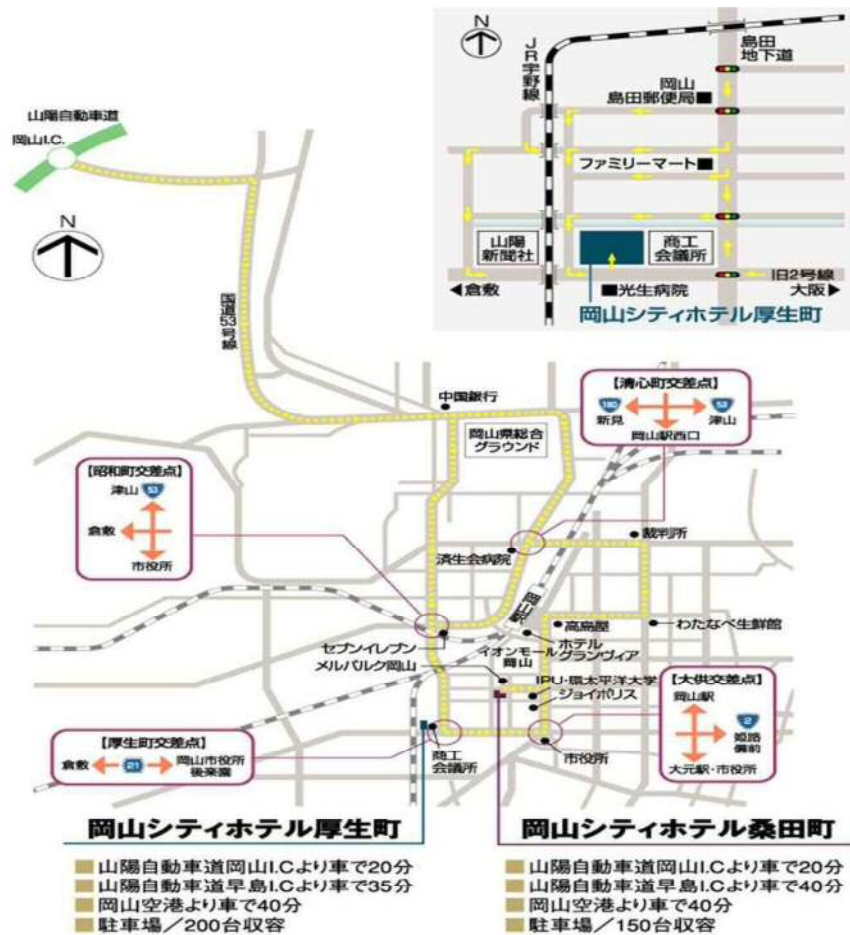 N
JR宇野線
島田
地下道
岡山
島田郵便局■
ファミリーマート■
山陽
新聞社
商工
会議所
旧2号線
◀倉敷
■光生病院
大阪▶
岡山シティホテル厚生町
山陽自動車道
岡山I.C.
N
国道53号線
中国銀行
岡山県総合
グラウンド
【清心町交差点】
180
新見
53
津山
岡山駅西口
【昭和町交差点】
津山 53
倉敷
市役所
済生会病院
裁判所
岡山駅
高島屋
わたなべ生鮮館
セブンイレブン
ホテル
グランヴィア
イオンモール
岡山
メルパルク岡山
IPU・環太平洋大学
ジョイポリス
【大供交差点】
岡山駅
2
姫路
備前
大元駅・市役所
【厚生町交差点】
倉敷
21
岡山市役所
後楽園
商工
会議所
市役所
岡山シティホテル厚生町
山陽自動車道岡山I.Cより車で20分
山陽自動車道早島I.Cより車で35分
岡山空港より車で40分
駐車場/200台収容
岡山シティホテル桑田町
山陽自動車道岡山I.Cより車で20分
山陽自動車道早島I.Cより車で40分
岡山空港より車で40分
駐車場/150台収容